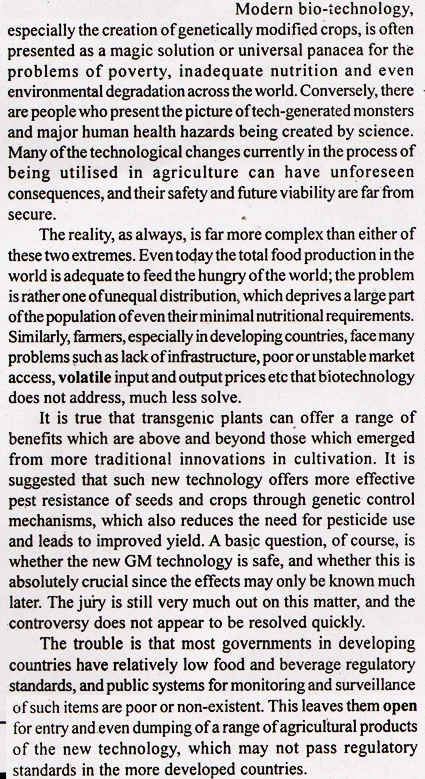 Modern bio-technology,
especially the creation of genetically modified crops, is often
presented as a magic solution or universal panacea for the
problems of poverty, inadequate nutrition and even
environmental degradation across the world. Conversely, there
are people who present the picture of tech-generated monsters
and major human health hazards being created by science.
Many of the technological changes currently in the process of
being utilised in agriculture can have unforeseen
consequences, and their safety and future viability are far from
secure.
The reality, as always, is far more complex than either of
these two extremes. Even today the total food production in the
world is adequate to feed the hungry of the world; the problem
is rather one of unequal distribution, which deprives a large part
of the population of even their minimal nutritional requirements.
Similarly, farmers, especially in developing countries, face many
problems such as lack of infrastructure, poor or unstable market
access, volatile input and output prices etc that biotechnology
does not address, much less solve.
It is true that transgenic plants can offer a range of
benefits which are above and beyond those which emerged
from more traditional innovations in cultivation. It is
suggested that such new technology offers more effective
pest resistance of seeds and crops through genetic control
mechanisms, which also reduces the need for pesticide use
and leads to improved yield. A basic question, of course, is
whether the new GM technology is safe, and whether this is
absolutely crucial since the effects may only be known much
later. The jury is still very much out on this matter, and the
controversy does not appear to be resolved quickly.
The trouble is that most governments in developing
countries have relatively low food and beverage regulatory
standards, and public systems for monitoring and surveillance
of such items are poor or non-existent. This leaves them open
for entry and even dumping of a range of agricultural products
of the new technology, which may not pass regulatory
standards in the more developed countries.